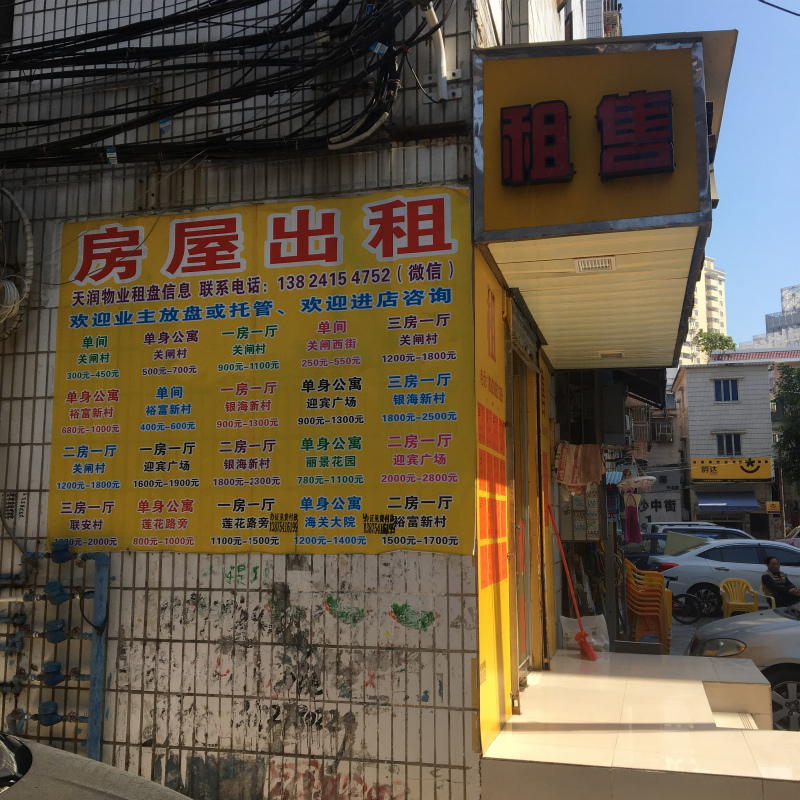 租售
房屋出租
天润物业租盘信息 联系电话：13824154752（微信）
欢迎业主放盘或托管、欢迎进店咨询
单间 单身公寓 一房一厅 单间 三房一厅
关闸村 关闸村 关闸村 关闸西街 关闸村
300元-450元 500元-700元 900元-1100元 250元-550元 1200元-1800元
单身公寓 单间 一房一厅 单身公寓 三房一厅
裕富新村 裕富新村 银海新村 迎宾广场 银海新村
680元-1000元 400元-600元 900元-1300元 900元-1300元 1800元-2500元
二房一厅 一房一厅 二房一厅 单身公寓 二房一厅
关闸村 迎宾广场 银海新村 丽景花园 迎宾广场
1200元-1800元 1600元-1900元 1800元-2300元 780元-1100元 2000元-2800元
三房一厅 单身公寓 一房一厅 单身公寓 二房一厅
联安村 莲花路旁 莲花路旁 海关大院 裕富新村
800元-1000元 1100元-1500元 1200元-1400元 1500元-1700元
中街